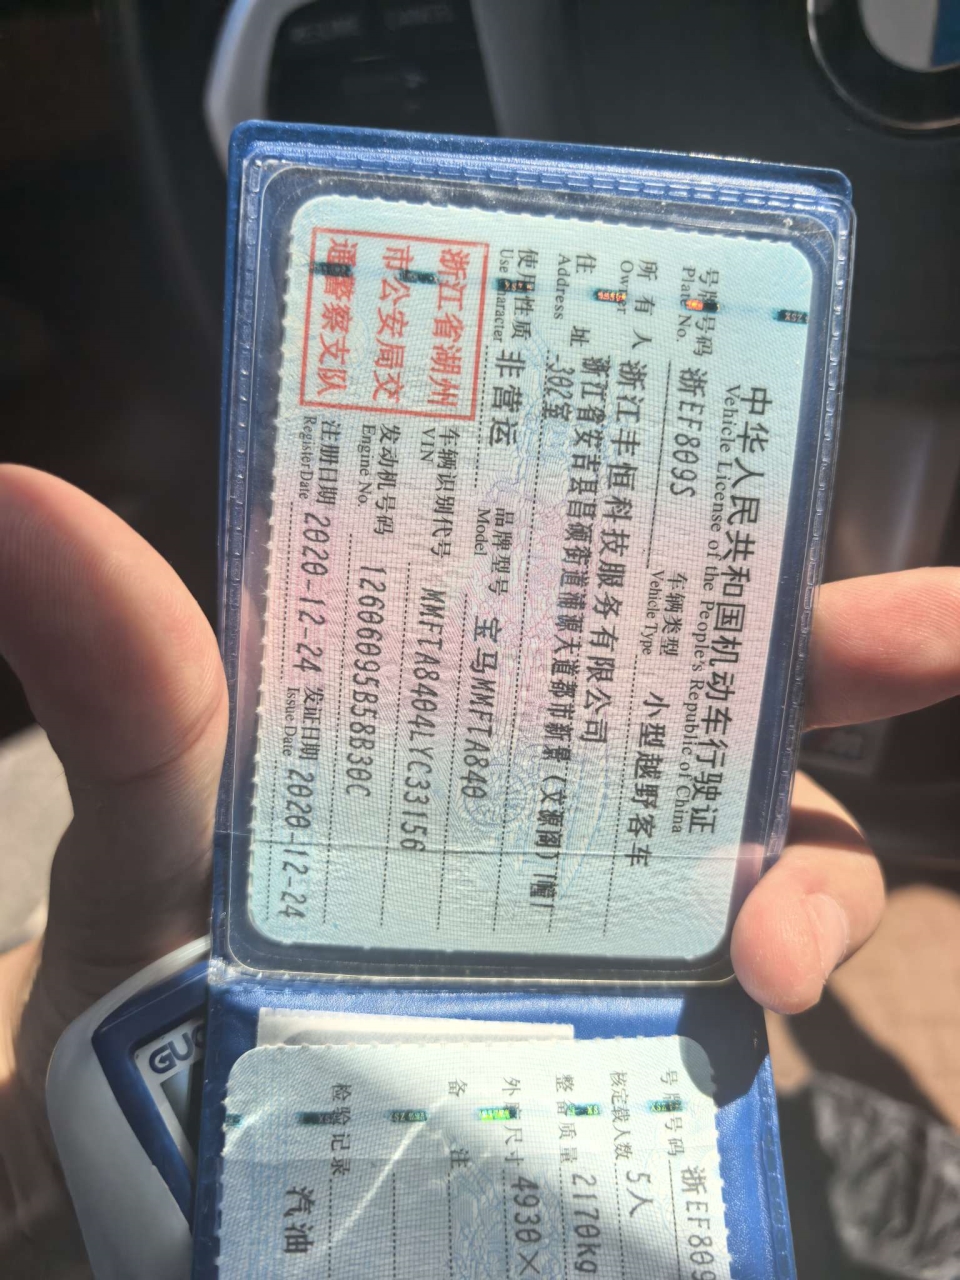 中华人民共和国机动车行驶证
Vehicle License of the People's Republic of China
号牌号码 浙EF809S 车辆类型 小型越野客车
Plate No. Vehicle Type
所有人 浙江丰恒科技服务有限公司
Owner
住址 浙江省安吉县昌硕街道浦源大道都市新景(文源阁)1幢1
Address 302室
使用性质 非营运 品牌型号 宝马MMFTA840
Use Character Model
浙江省湖州
市公安局交
通警察支队
车辆识别代号 MMFTA8404LYC33156
VIN
发动机号码 12600095B58B30C
Engine No.
注册日期 2020-12-24 发证日期 2020-12-24
Register Date Issue Date
号牌号码 浙EF809
核定载人数 5人
整备质量 2170kg
外廓尺寸 4930×
备注
检验记录
汽油